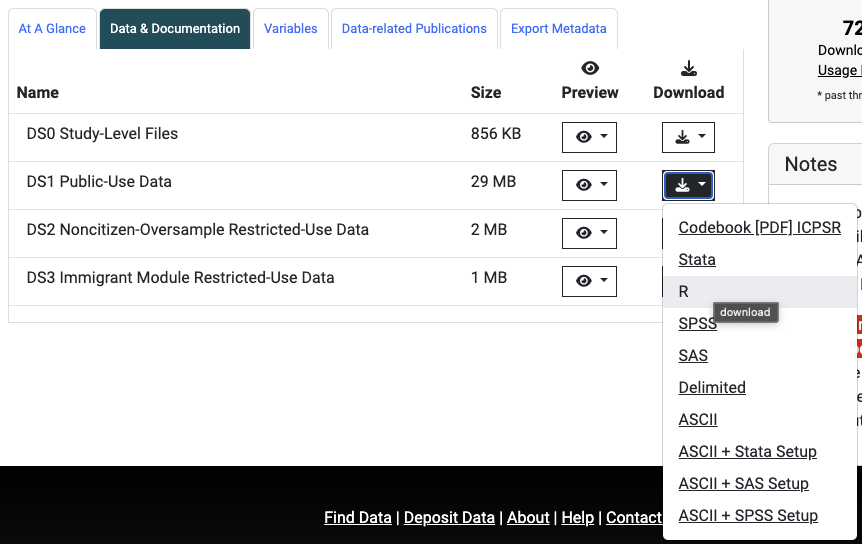 At A Glance
Data & Documentation
Variables
Data-related Publications
Export Metadata
72
Downlo
Usage
* past thr
Name
Size
Preview
Download
DS0 Study-Level Files
856 KB
DS1 Public-Use Data
29 MB
Notes
DS2 Noncitizen-Oversample Restricted-Use Data
2 MB
DS3 Immigrant Module Restricted-Use Data
1 MB
Codebook [PDF] ICPSR
Stata
R
download
SPSS
SAS
Delimited
ASCII
ASCII + Stata Setup
ASCII + SAS Setup
ASCII + SPSS Setup
Find Data | Deposit Data | About | Help | Contact